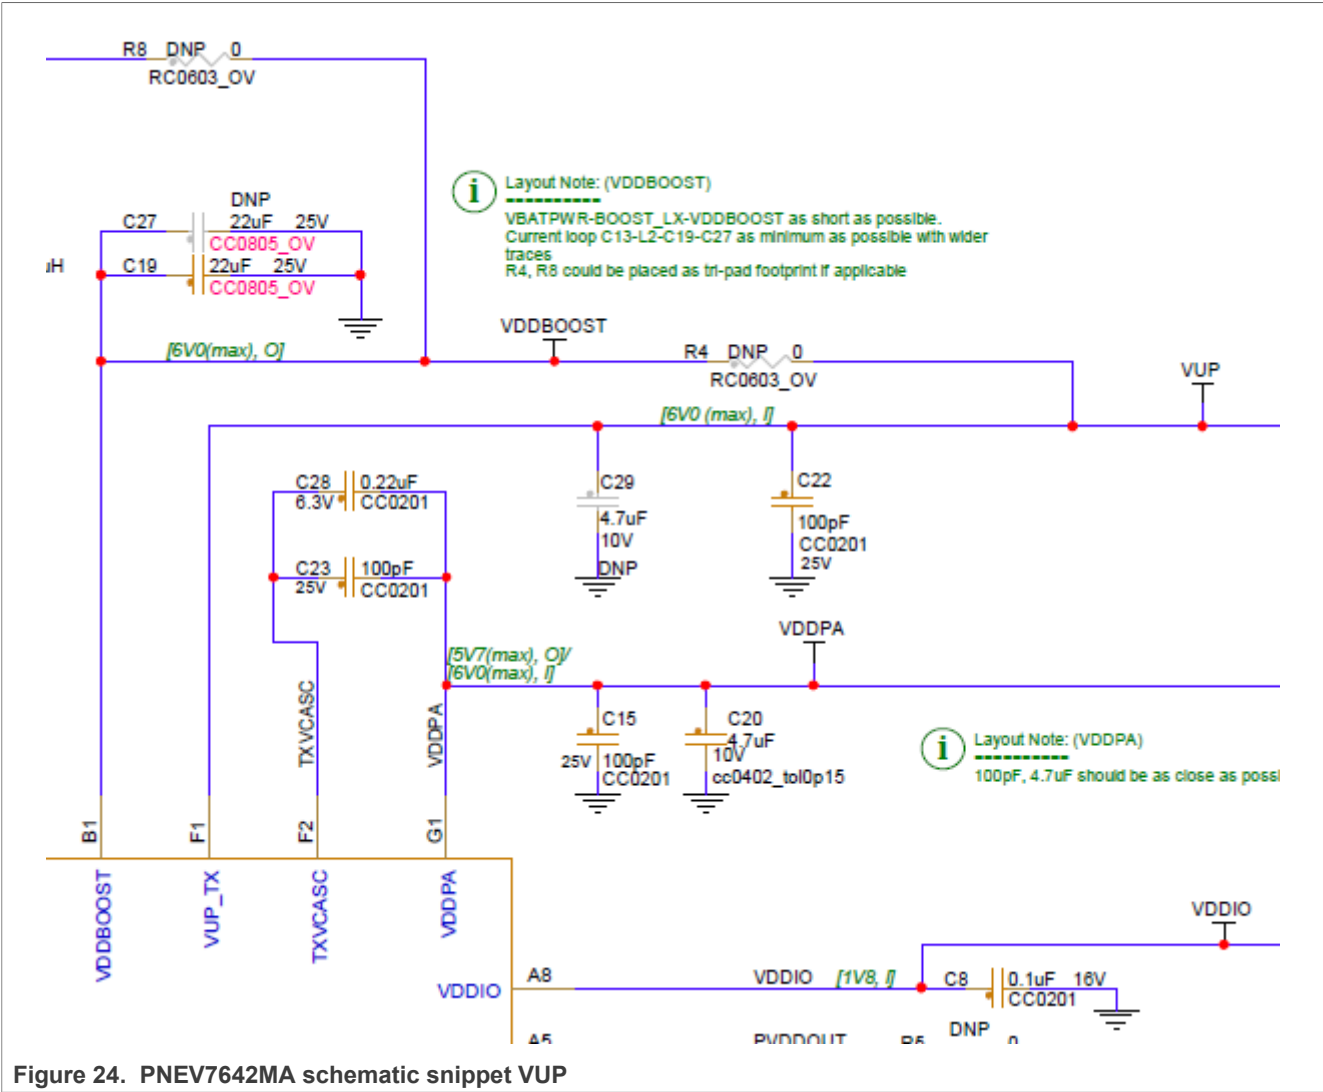 R8 DNP 0
RC0603_OV
DNP
C27 22uF 25V
CC0805_OV
C19 22uF 25V
CC0805_OV
Layout Note: (VDDBOOST)
----------
VBATPWR-BOOST_LX-VDDBOOST as short as possible.
Current loop C13-L2-C19-C27 as minimum as possible with wider
traces
R4, R8 could be placed as tri-pad footprint if applicable
[6V0(max), O]
VDDBOOST
R4 DNP 0
RC0603_OV
VUP
[6V0 (max), I]
C28 0.22uF
6.3V CC0201
C23 100pF
25V CC0201
C29
4.7uF
10V
DNP
C22
100pF
CC0201
25V
VDDPA
[5V7(max), O]/
[6V0(max), I]
TXVCASC
VDDPA
C15
25V 100pF
CC0201
C20
4.7uF
10V
cc0402_tol0p15
Layout Note: (VDDPA)
----------
100pF, 4.7uF should be as close as possi
B1
F1
F2
G1
VDDBOOST
VUP_TX
TXVCASC
VDDPA
VDDIO
VDDIO
A8
VDDIO [1V8, I]
C8 0.1uF 16V
CC0201
DNP
A5
PVDDOUT R5 0
Figure 24. PNEV7642MA schematic snippet VUP